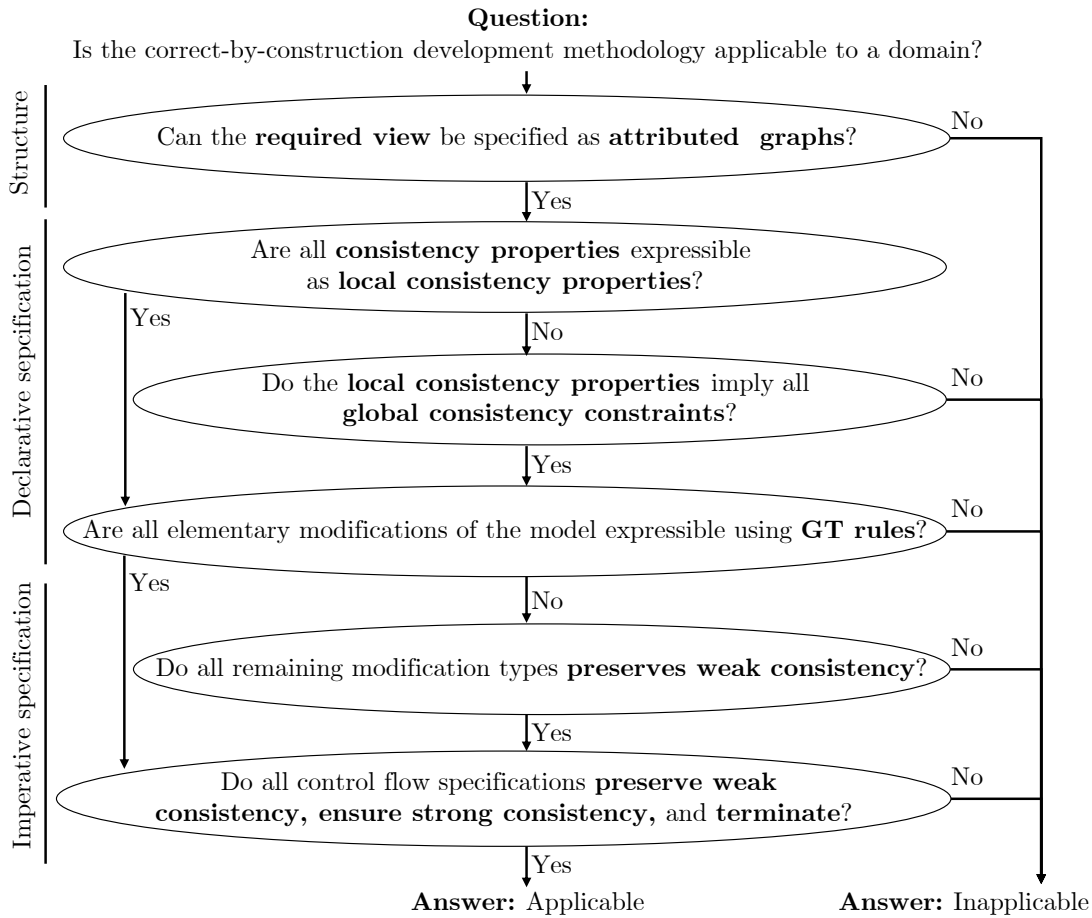 Question:
Is the correct-by-construction development methodology applicable to a domain?
Structure
Can the required view be specified as attributed graphs?
No
Yes
Declarative sepcification
Are all consistency properties expressible
as local consistency properties?
Yes
No
Do the local consistency properties imply all
global consistency constraints?
No
Yes
Are all elementary modifications of the model expressible using GT rules?
No
Yes
No
Imperative specification
Do all remaining modification types preserves weak consistency?
No
Yes
Do all control flow specifications preserve weak
consistency, ensure strong consistency, and terminate?
No
Yes
Answer: Applicable
Answer: Inapplicable